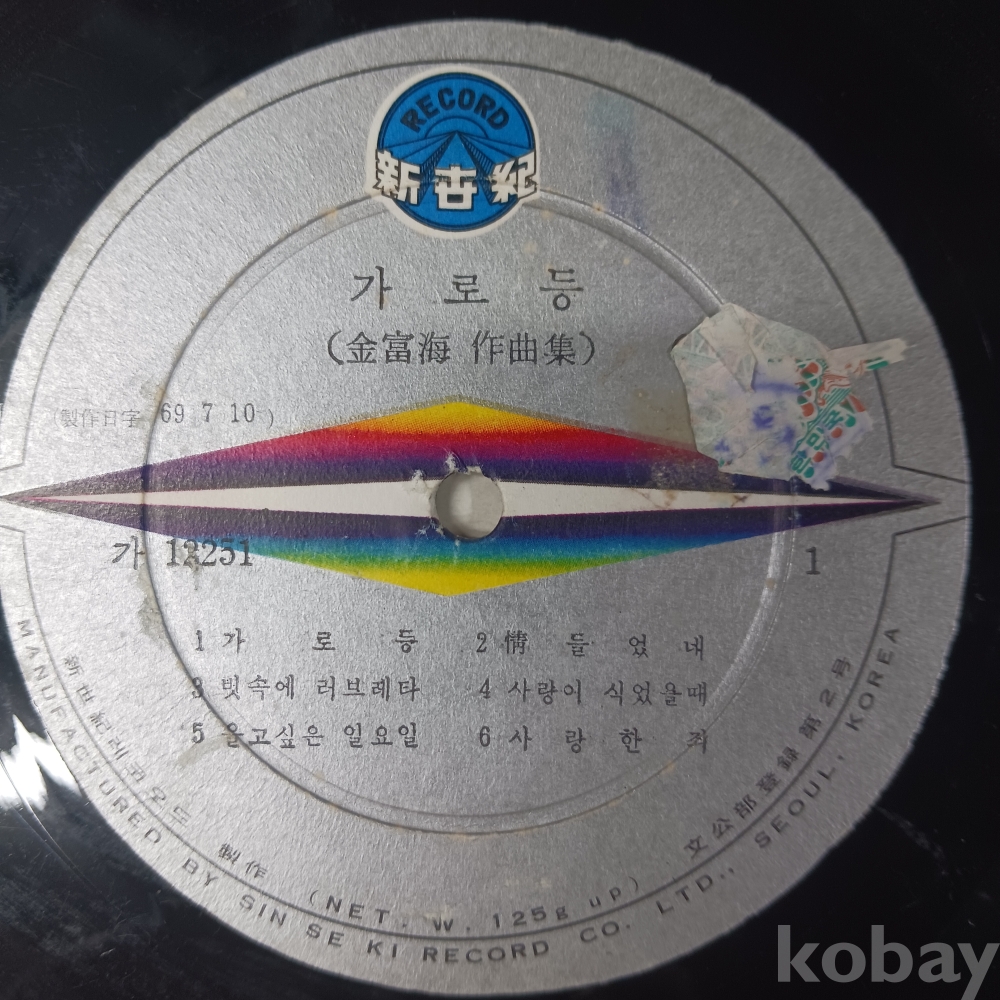 RECORD
新世紀
가 로 등
(金富海 作曲集)
(製作日字 69 7 10)
가 12251
1
1 가 로 등 2 情 들 었 네
3 빗속에 러브레타 4 사랑이 식었을때
5 울고싶은 일요일 6 사 랑 한 죄
新世紀레코오드 製作 (NET. W. 125g up) 文公部登錄第2号
MANUFACTURED BY SIN SE KI RECORD CO. LTD., SEOUL, KOREA
kobay